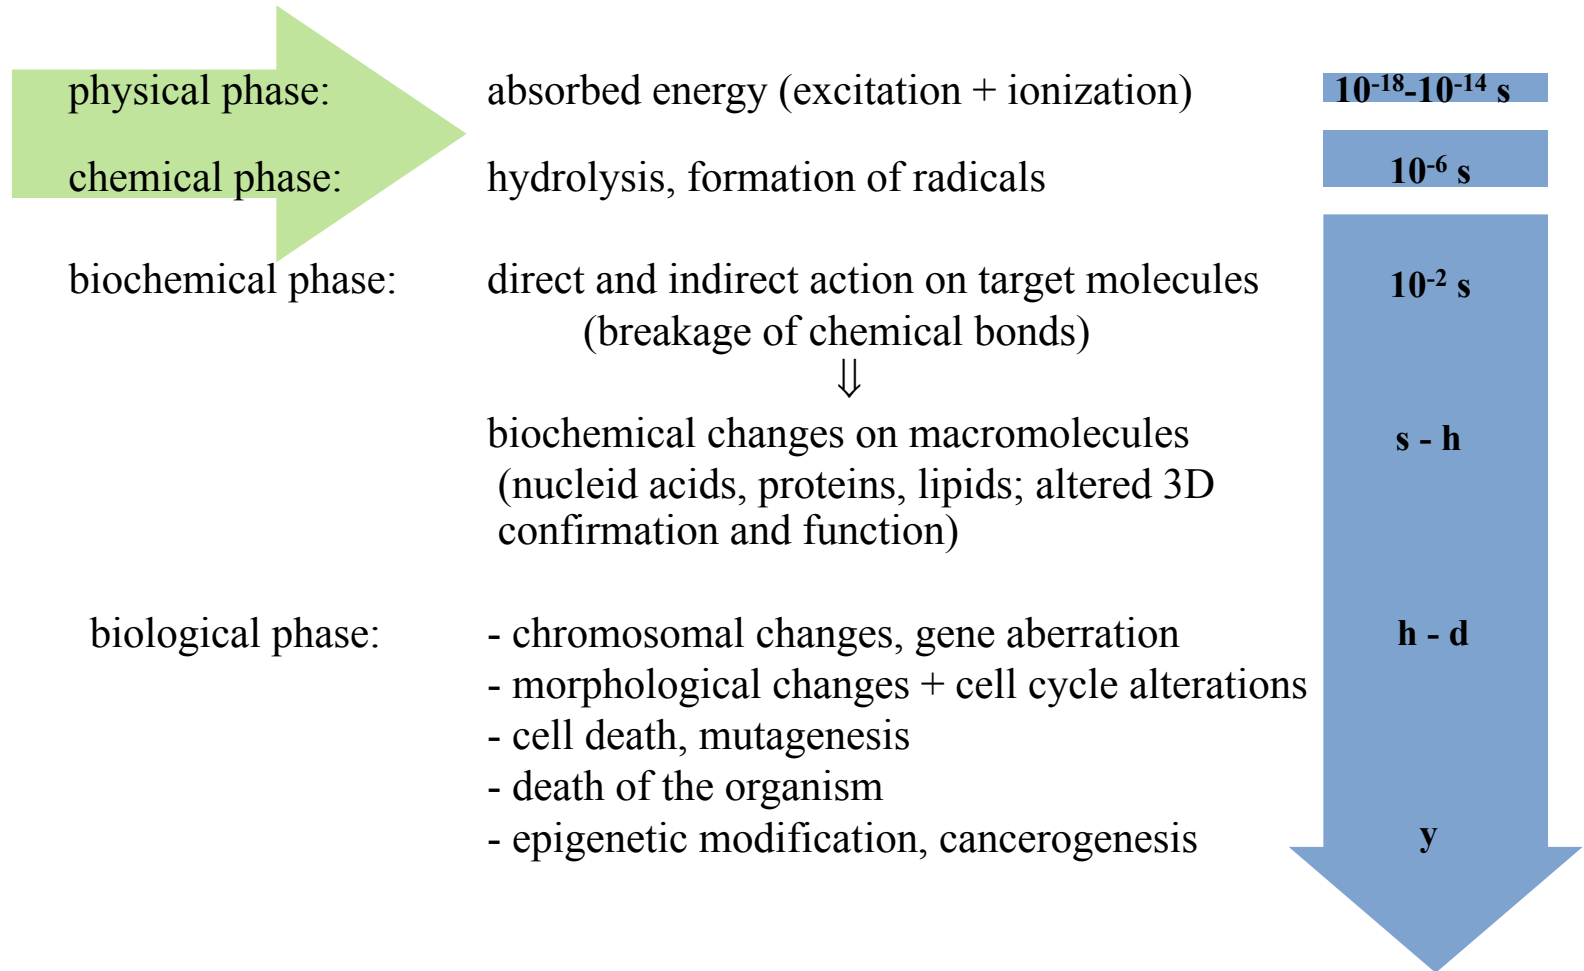 physical phase: absorbed energy (excitation + ionization) 10⁻¹⁸-10⁻¹⁴ s
chemical phase: hydrolysis, formation of radicals 10⁻⁶ s
biochemical phase: direct and indirect action on target molecules 10⁻² s
(breakage of chemical bonds)
⇓
biochemical changes on macromolecules s - h
(nucleid acids, proteins, lipids; altered 3D
confirmation and function)
biological phase: - chromosomal changes, gene aberration h - d
- morphological changes + cell cycle alterations
- cell death, mutagenesis
- death of the organism
- epigenetic modification, cancerogenesis y